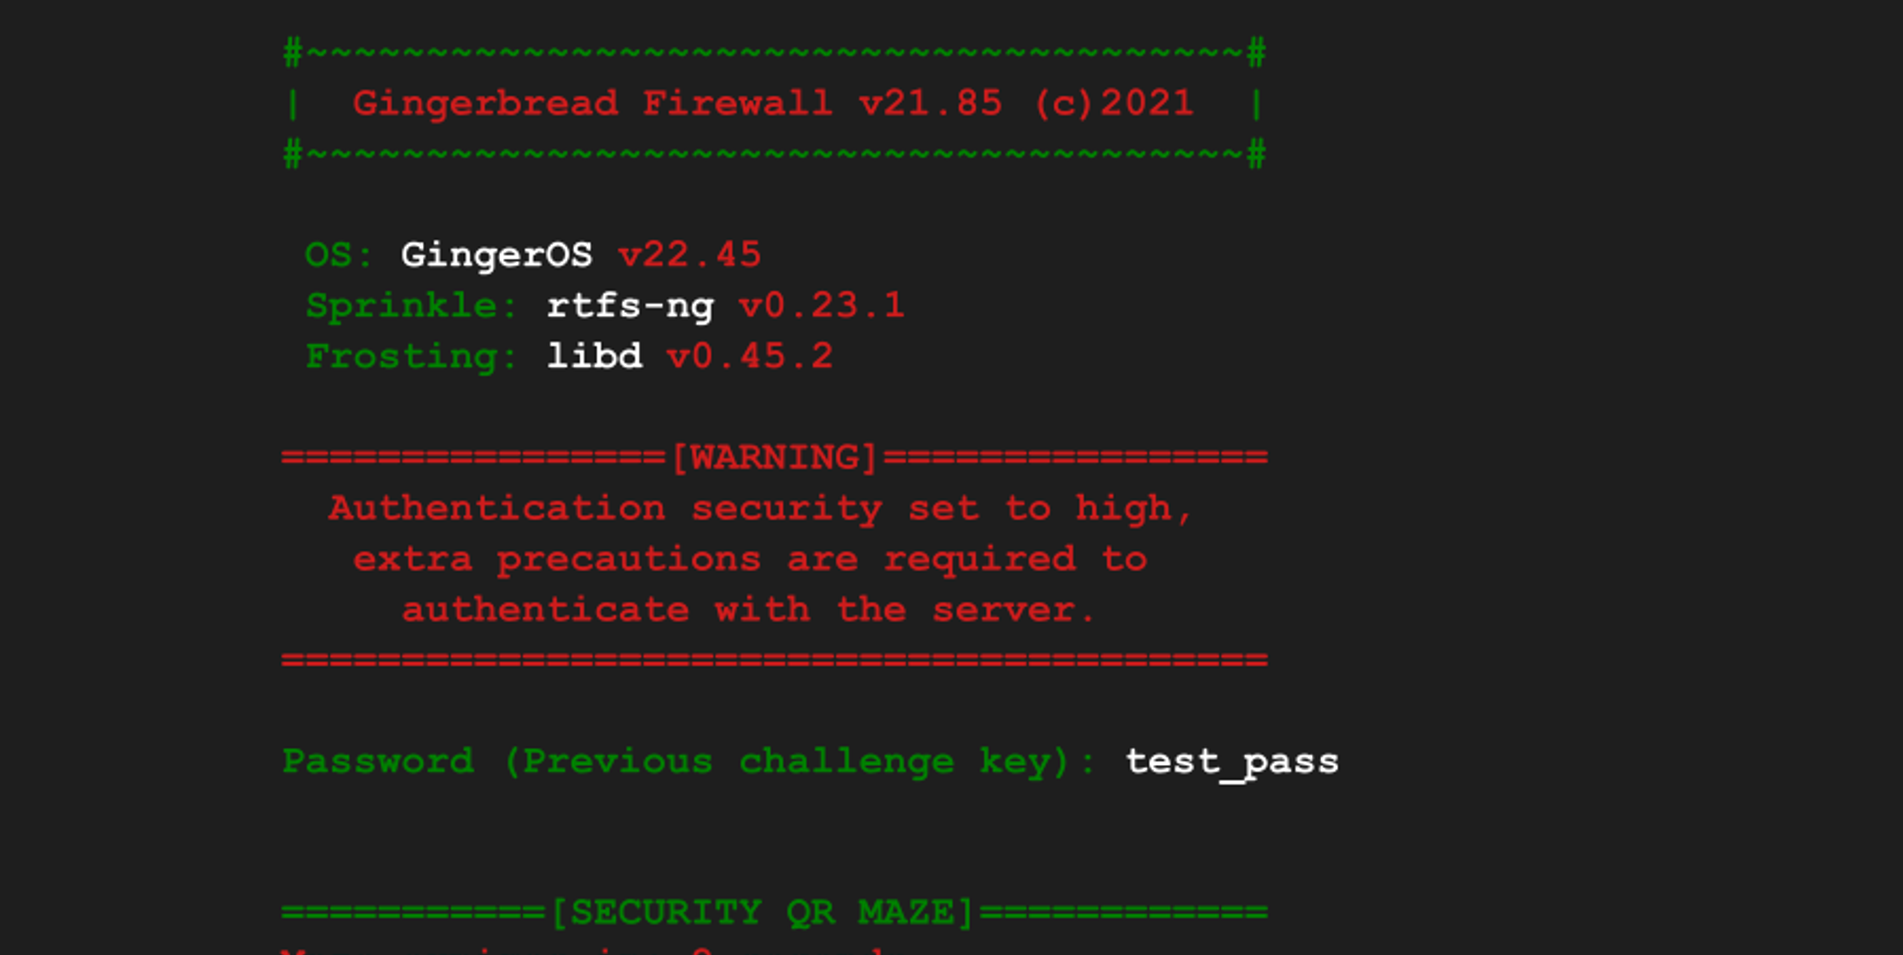 #~~~~~~~~~~~~~~~~~~~~~~~~~~~~~~~~~~~~~~~#
|  Gingerbread Firewall v21.85 (c)2021  |
#~~~~~~~~~~~~~~~~~~~~~~~~~~~~~~~~~~~~~~~#
OS: GingerOS v22.45
Sprinkle: rtfs-ng v0.23.1
Frosting: libd v0.45.2
================[WARNING]================
Authentication security set to high,
extra precautions are required to
authenticate with the server.
=========================================
Password (Previous challenge key): test_pass
===========[SECURITY QR MAZE]============